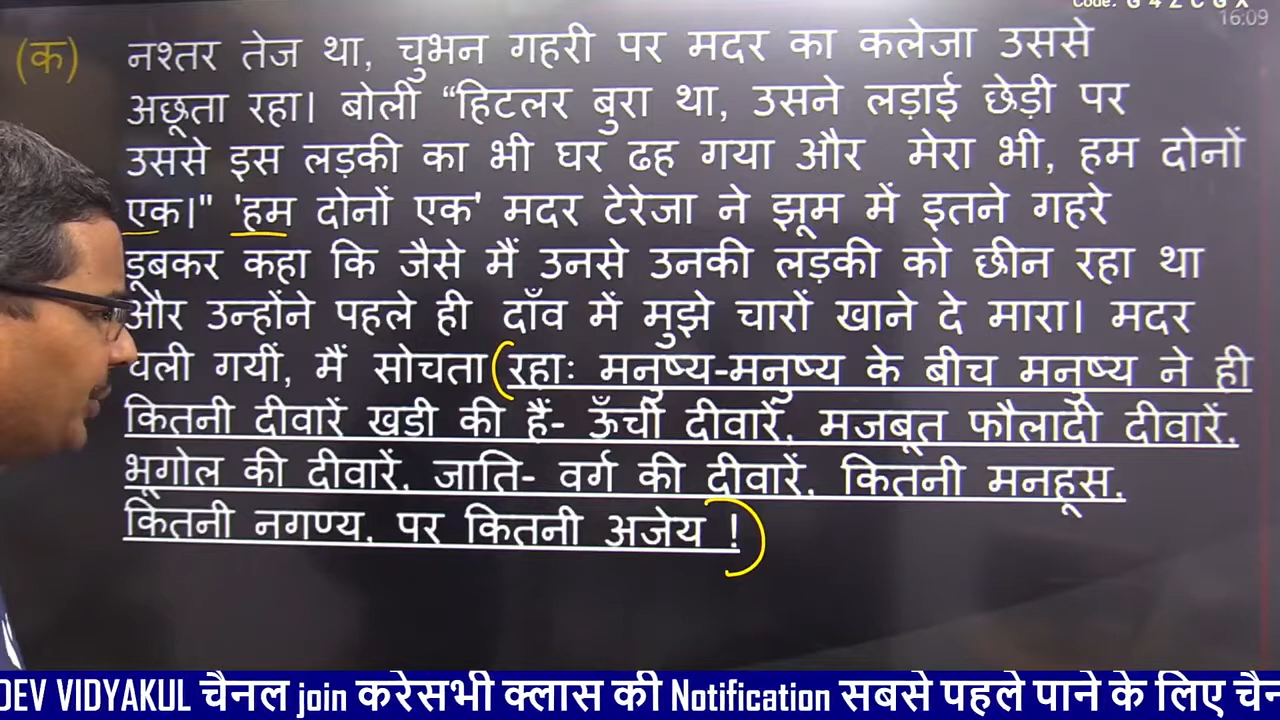 Code: G 4 Z C G X
16:09
(क) नश्तर तेज था, चुभन गहरी पर मदर का कलेजा उससे
अछूता रहा। बोली “हिटलर बुरा था, उसने लड़ाई छेड़ी पर
उससे इस लड़की का भी घर ढह गया और मेरा भी, हम दोनों
एक।" 'हम दोनों एक' मदर टेरेजा ने झूम में इतने गहरे
डूबकर कहा कि जैसे मैं उनसे उनकी लड़की को छीन रहा था
और उन्होंने पहले ही दाँव में मुझे चारों खाने दे मारा। मदर
चली गयीं, मैं सोचता रहाः मनुष्य-मनुष्य के बीच मनुष्य ने ही
कितनी दीवारें खडी की हैं- ऊँची दीवारें, मजबूत फौलादी दीवारें,
भूगोल की दीवारें, जाति- वर्ग की दीवारें, कितनी मनहूस,
कितनी नगण्य, पर कितनी अजेय !
DEV VIDYAKUL चैनल join करेसभी क्लास की Notification सबसे पहले पाने के लिए